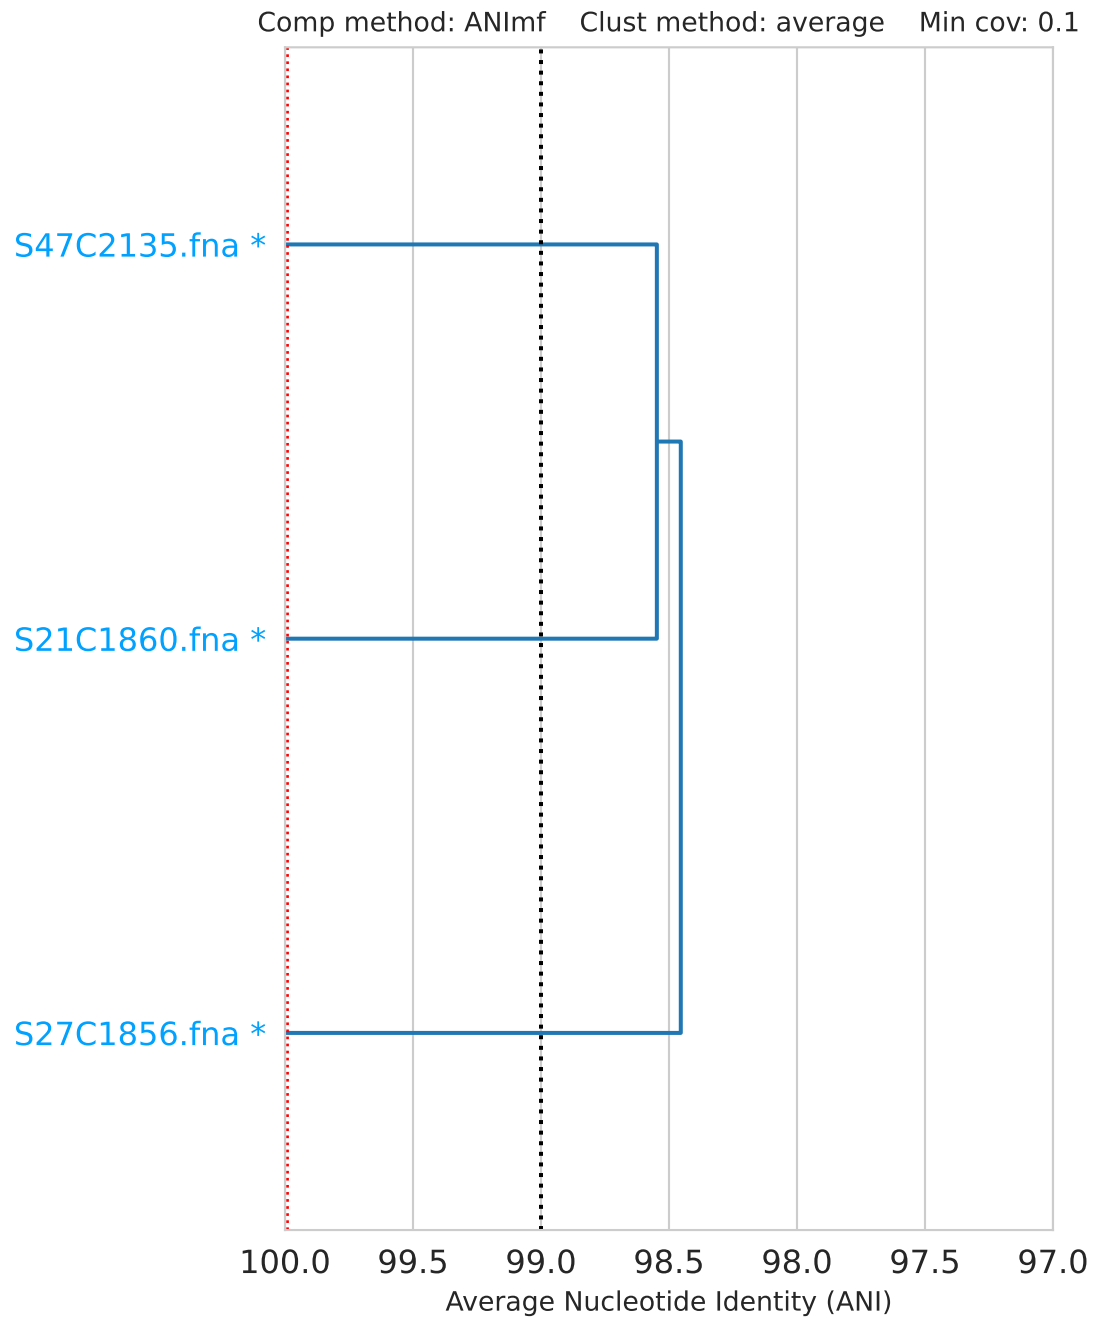 Comp method: ANImf    Clust method: average    Min cov: 0.1
S47C2135.fna *
S21C1860.fna *
S27C1856.fna *
100.0 99.5 99.0 98.5 98.0 97.5 97.0
Average Nucleotide Identity (ANI)